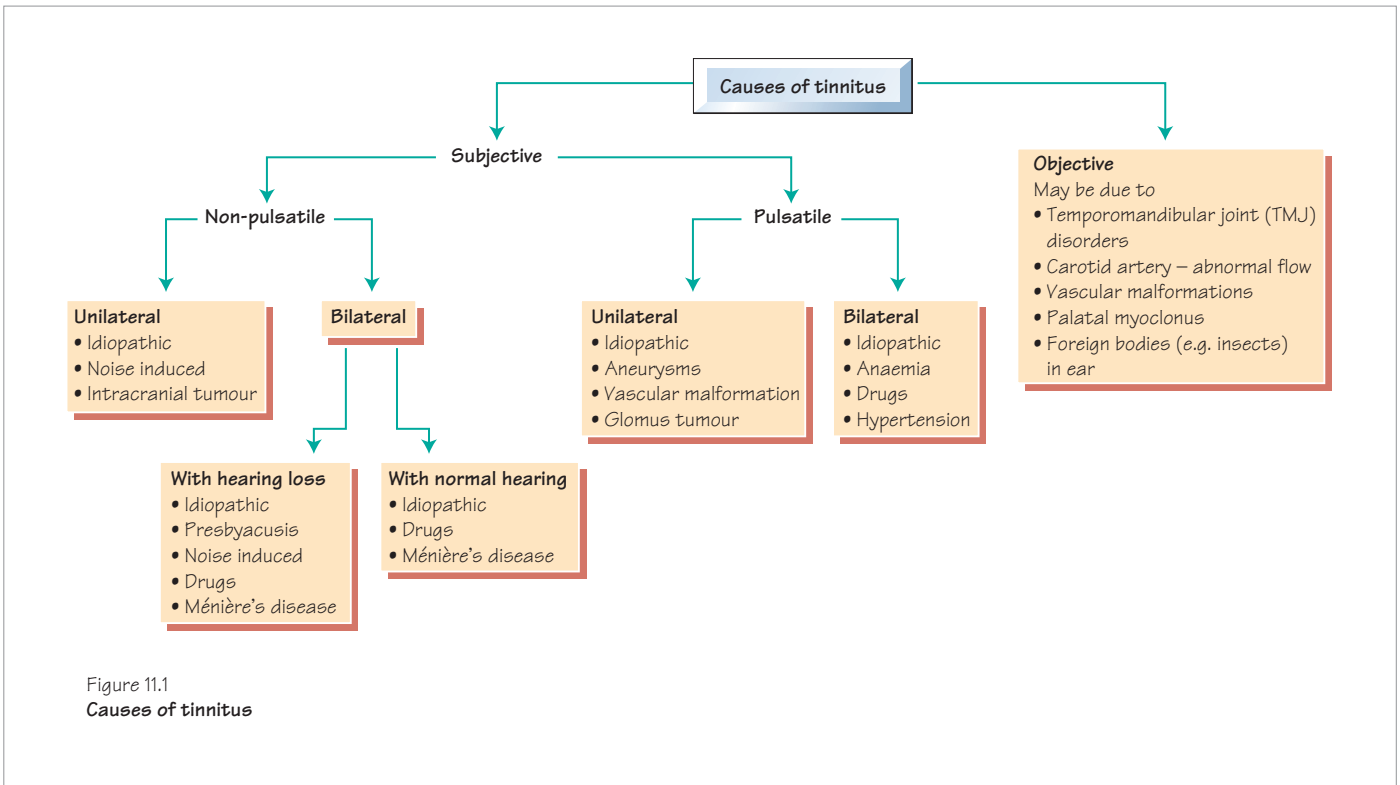 Causes of tinnitus
Subjective
Non-pulsatile
Pulsatile
Unilateral
• Idiopathic
• Noise induced
• Intracranial tumour
Bilateral
With hearing loss
• Idiopathic
• Presbyacusis
• Noise induced
• Drugs
• Ménière's disease
With normal hearing
• Idiopathic
• Drugs
• Ménière's disease
Unilateral
• Idiopathic
• Aneurysms
• Vascular malformation
• Glomus tumour
Bilateral
• Idiopathic
• Anaemia
• Drugs
• Hypertension
Objective
May be due to
• Temporomandibular joint (TMJ)
disorders
• Carotid artery – abnormal flow
• Vascular malformations
• Palatal myoclonus
• Foreign bodies (e.g. insects)
in ear
Figure 11.1
Causes of tinnitus